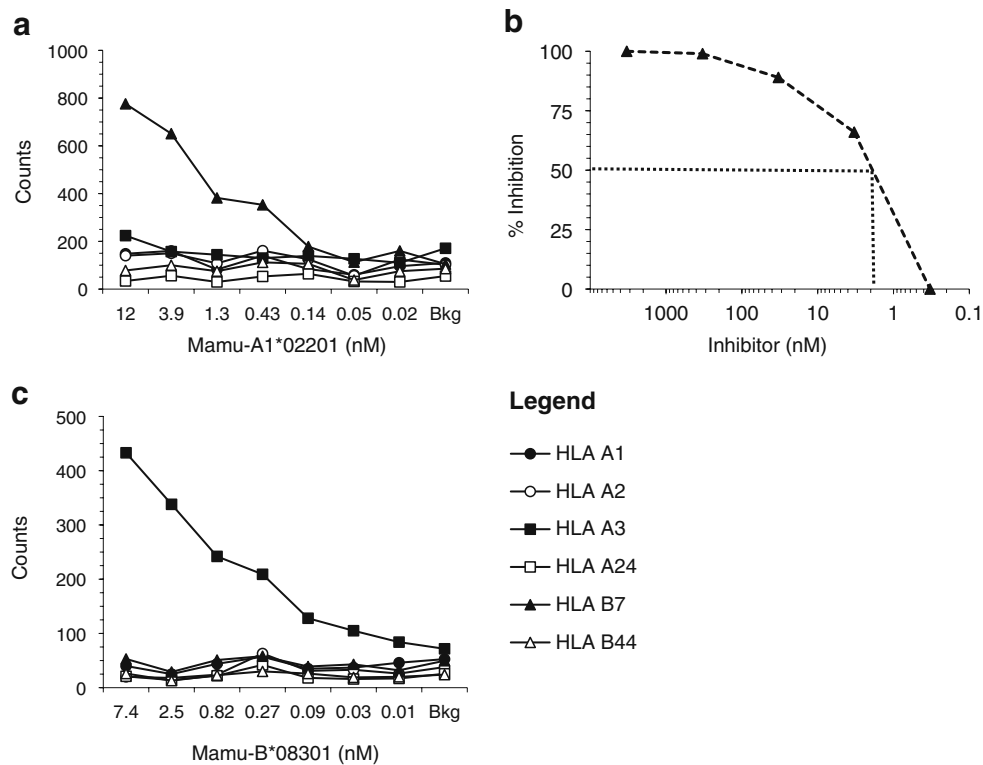 a
1000
800
600
400
200
0
Counts
12 3.9 1.3 0.43 0.14 0.05 0.02 Bkg
Mamu-A1*02201 (nM)
b
100
75
50
25
0
% Inhibition
1000 100 10 1 0.1
Inhibitor (nM)
c
500
400
300
200
100
0
Counts
7.4 2.5 0.82 0.27 0.09 0.03 0.01 Bkg
Mamu-B*08301 (nM)
Legend
HLA A1
HLA A2
HLA A3
HLA A24
HLA B7
HLA B44